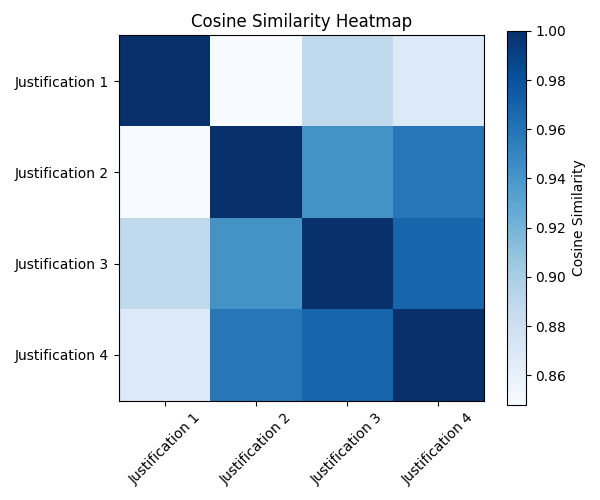 Cosine Similarity Heatmap
Justification 1
Justification 2
Justification 3
Justification 4
Justification 1
Justification 2
Justification 3
Justification 4
1.00
0.98
0.96
0.94
0.92
0.90
0.88
0.86
Cosine Similarity